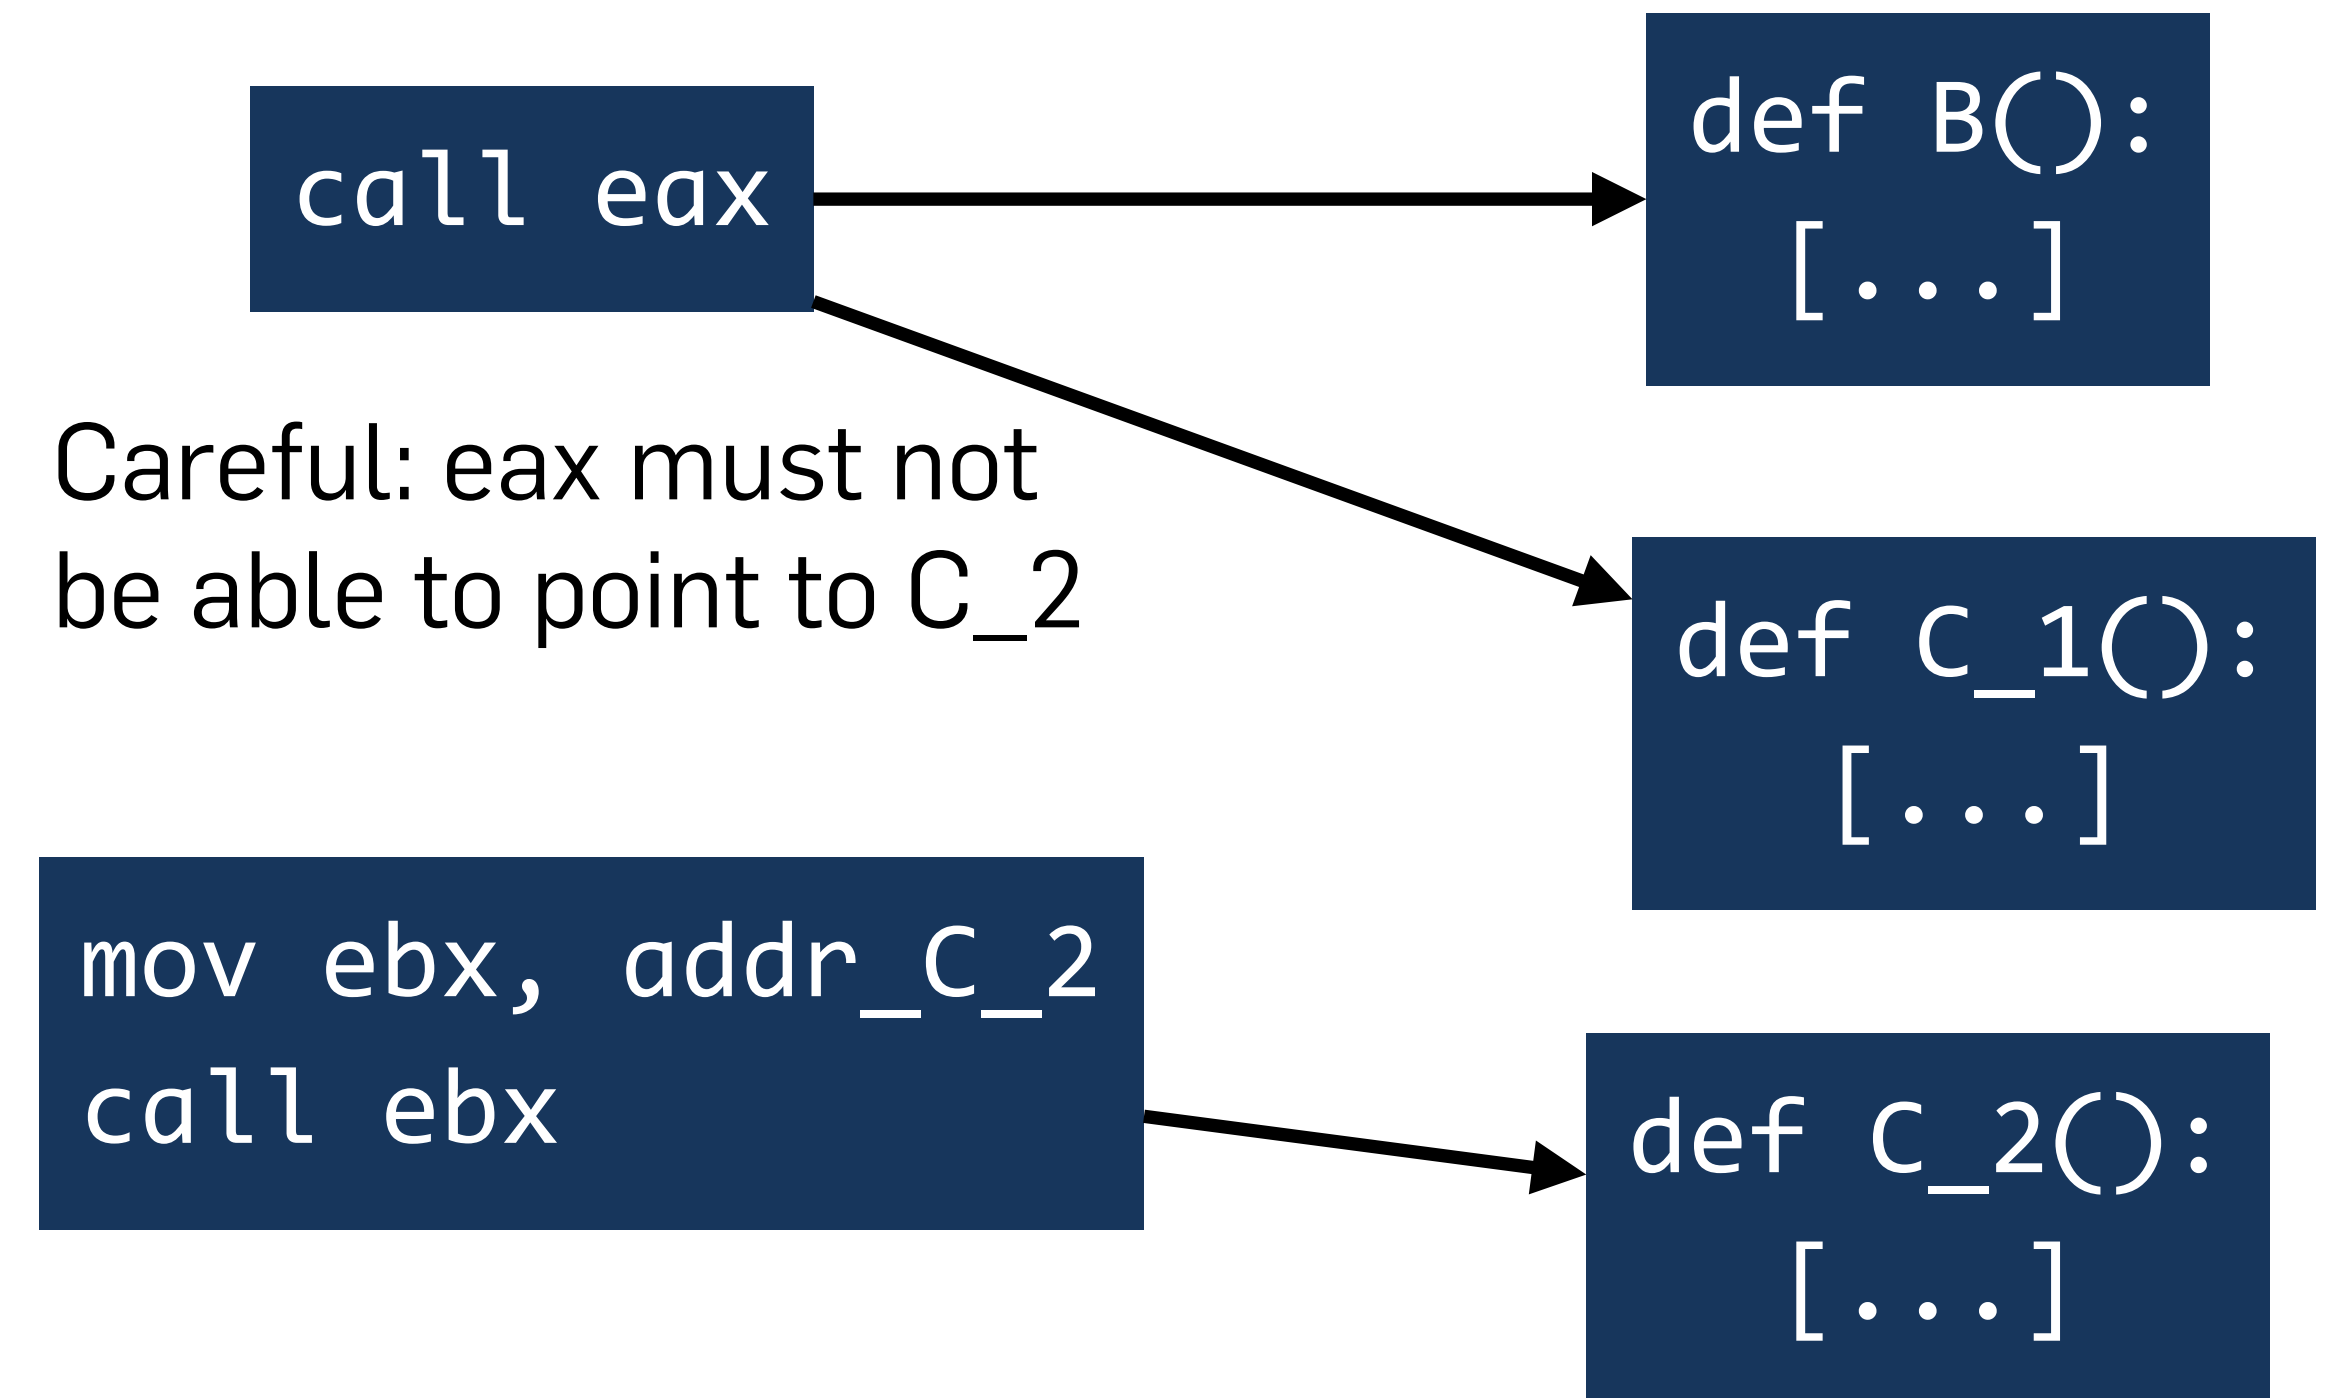 call eax
def B():
[...]
Careful: eax must not
be able to point to C_2
def C_1():
[...]
mov ebx, addr_C_2
call ebx
def C_2():
[...]